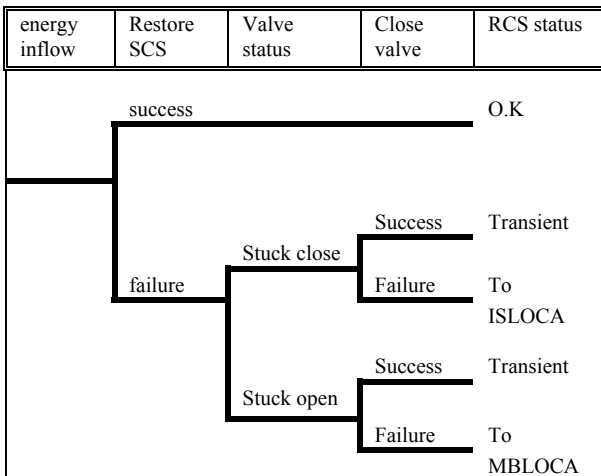 energy inflow
Restore SCS
Valve status
Close valve
RCS status
success
O.K
Success
Transient
Stuck close
failure
Failure
To
ISLOCA
Success
Transient
Stuck open
Failure
To
MBLOCA